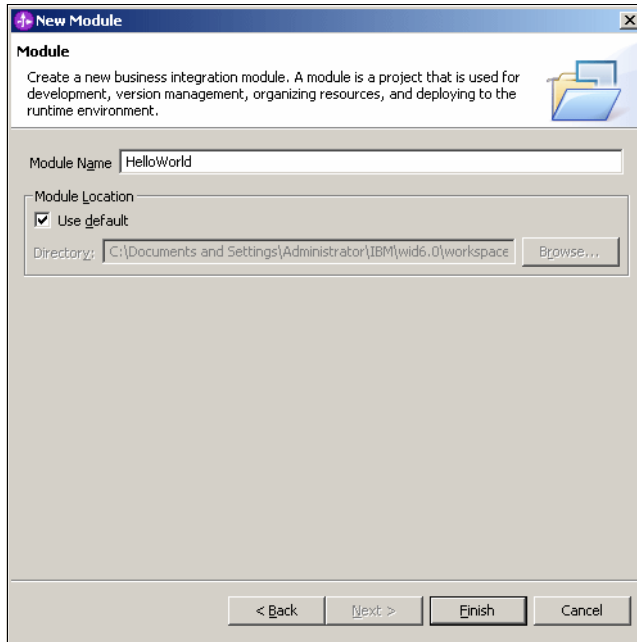 New Module
Module
Create a new business integration module. A module is a project that is used for
development, version management, organizing resources, and deploying to the
runtime environment.
Module Name HelloWorld
Module Location
Use default
Directory: C:\Documents and Settings\Administrator\IBM\wid6.0\workspace Browse...
< Back Next > Finish Cancel